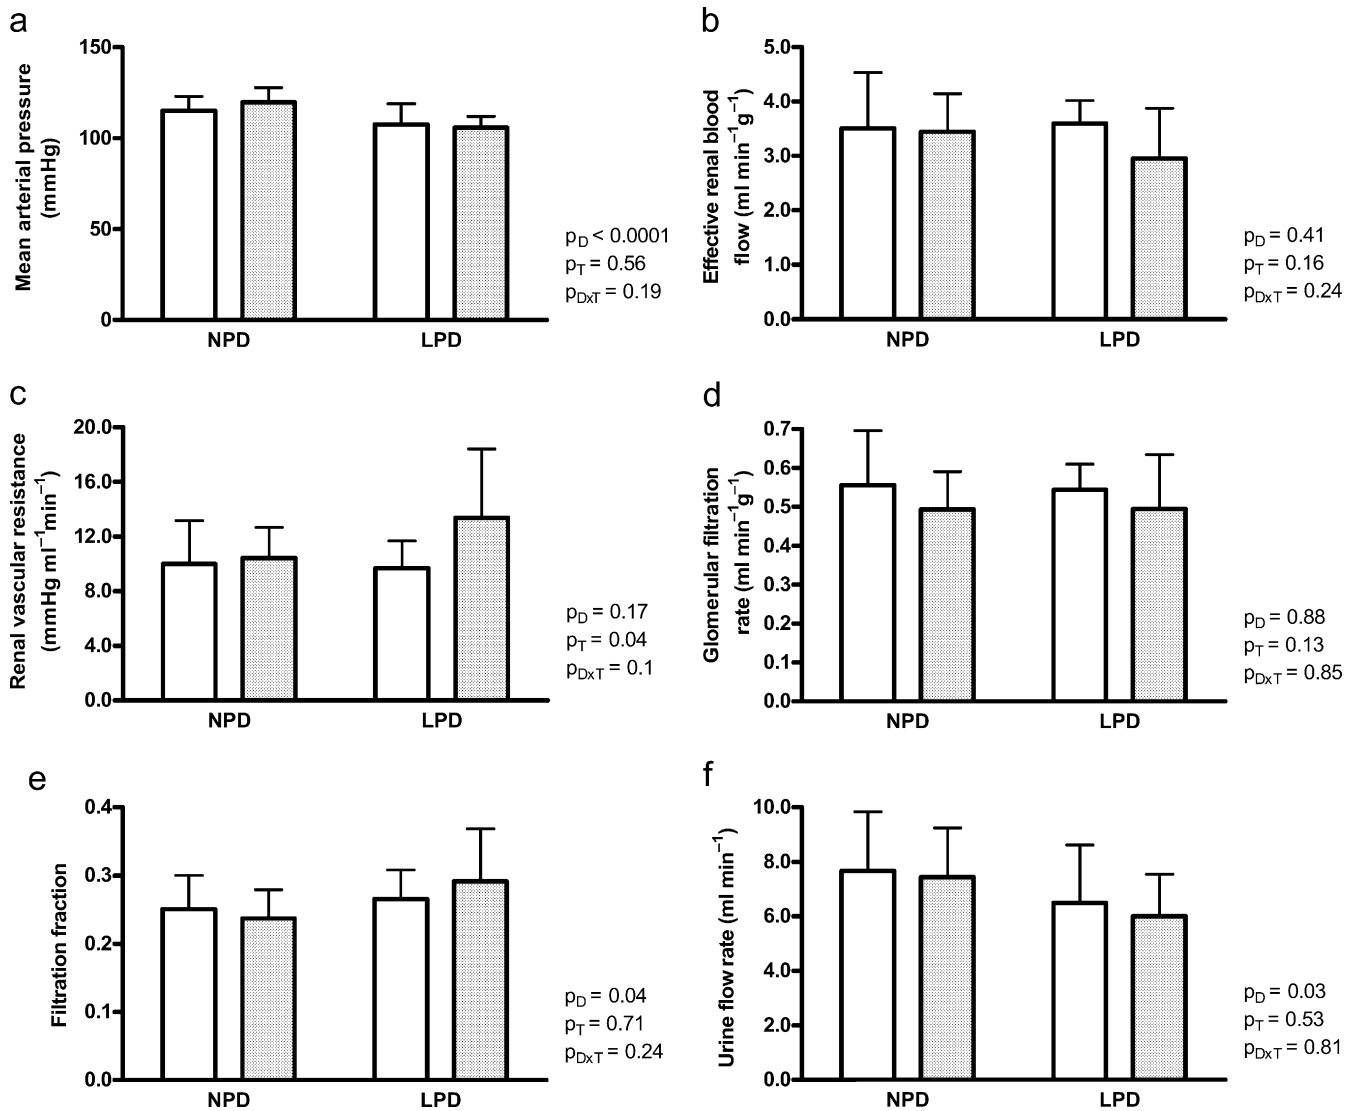 a
Mean arterial pressure
(mmHg)
150
100
50
0
NPD
LPD
pD < 0.0001
pT = 0.56
pDxT = 0.19
b
Effective renal blood
flow (ml min−1g−1)
5.0
4.0
3.0
2.0
1.0
0.0
NPD
LPD
pD = 0.41
pT = 0.16
pDxT = 0.24
c
Renal vascular resistance
(mmHg ml−1min−1)
20.0
16.0
12.0
8.0
4.0
0.0
NPD
LPD
pD = 0.17
pT = 0.04
pDxT = 0.1
d
Glomerular filtration
rate (ml min−1g−1)
0.7
0.6
0.5
0.4
0.3
0.2
0.1
0.0
NPD
LPD
pD = 0.88
pT = 0.13
pDxT = 0.85
e
Filtration fraction
0.4
0.3
0.2
0.1
0.0
NPD
LPD
pD = 0.04
pT = 0.71
pDxT = 0.24
f
Urine flow rate (ml min−1)
10.0
8.0
6.0
4.0
2.0
0.0
NPD
LPD
pD = 0.03
pT = 0.53
pDxT = 0.81